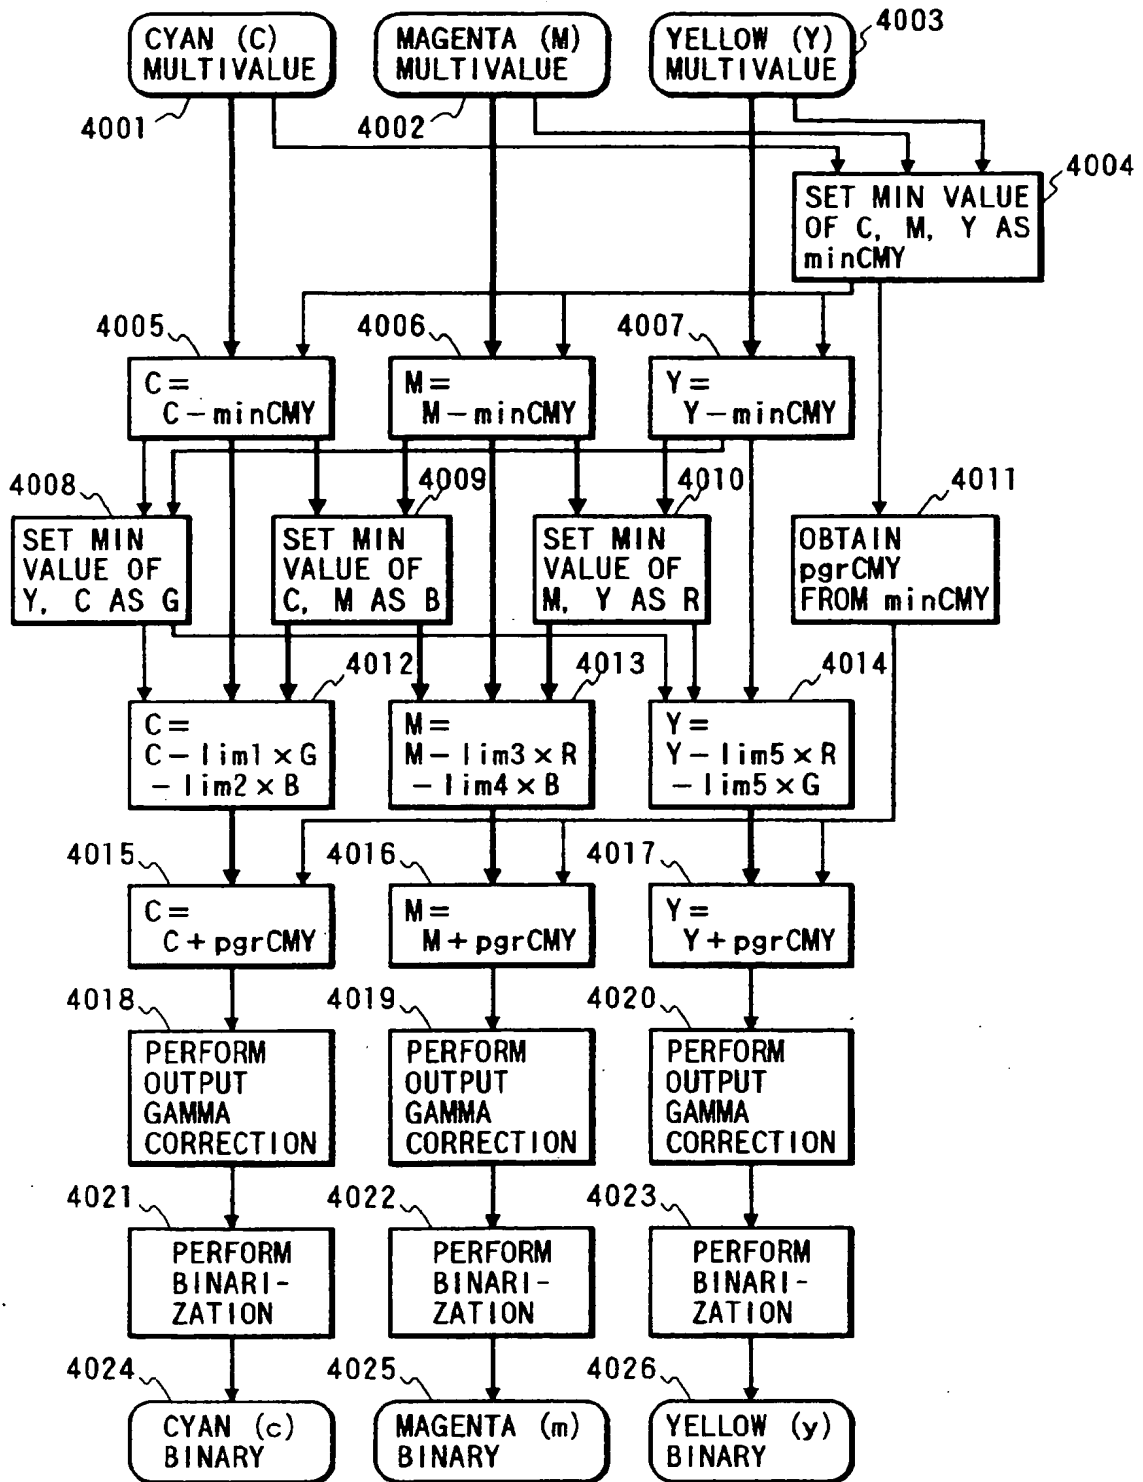 CYAN (C)
MULTIVALUE
MAGENTA (M)
MULTIVALUE
YELLOW (Y)
MULTIVALUE
4003
4001
4002
4004
SET MIN VALUE
OF C, M, Y AS
minCMY
4005
4006
4007
C=
C-minCMY
M=
M-minCMY
Y=
Y-minCMY
4008
4009
4010
4011
SET MIN
VALUE OF
Y, C AS G
SET MIN
VALUE OF
C, M AS B
SET MIN
VALUE OF
M, Y AS R
OBTAIN
pgrCMY
FROM minCMY
4012
4013
4014
C=
C-lim1×G
-lim2×B
M=
M-lim3×R
-lim4×B
Y=
Y-lim5×R
-lim5×G
4015
4016
4017
C=
C+pgrCMY
M=
M+pgrCMY
Y=
Y+pgrCMY
4018
4019
4020
PERFORM
OUTPUT
GAMMA
CORRECTION
PERFORM
OUTPUT
GAMMA
CORRECTION
PERFORM
OUTPUT
GAMMA
CORRECTION
4021
4022
4023
PERFORM
BINARI-
ZATION
PERFORM
BINARI-
ZATION
PERFORM
BINARI-
ZATION
4024
4025
4026
CYAN (c)
BINARY
MAGENTA (m)
BINARY
YELLOW (y)
BINARY